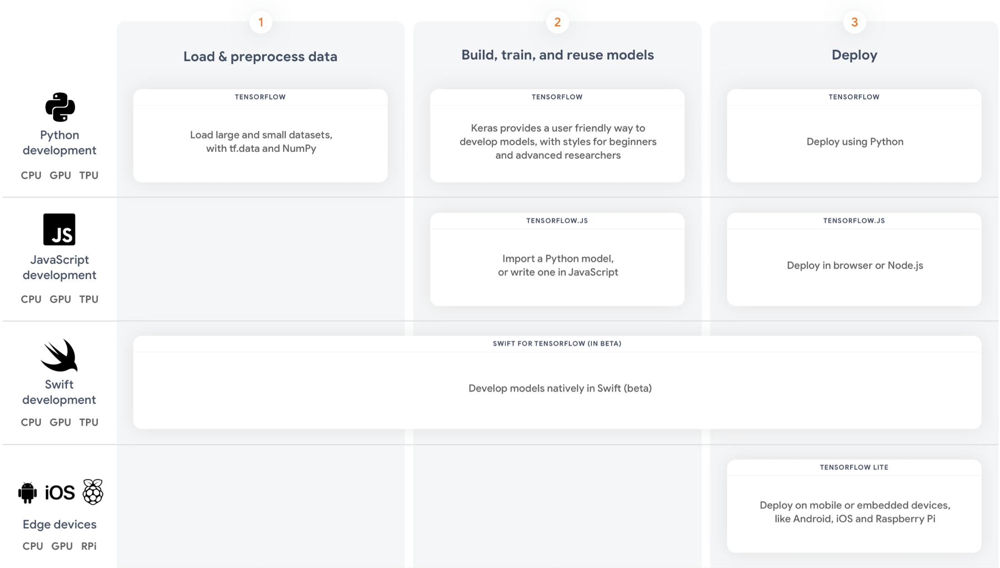 1
2
3
Load & preprocess data
Build, train, and reuse models
Deploy
Python
development
CPU GPU TPU
TENSORFLOW
Load large and small datasets,
with tf.data and NumPy
TENSORFLOW
Keras provides a user friendly way to
develop models, with styles for beginners
and advanced researchers
TENSORFLOW
Deploy using Python
JS
JavaScript
development
CPU GPU TPU
TENSORFLOW.JS
Import a Python model,
or write one in JavaScript
TENSORFLOW.JS
Deploy in browser or Node.js
Swift
development
CPU GPU TPU
SWIFT FOR TENSORFLOW (IN BETA)
Develop models natively in Swift (beta)
iOS
Edge devices
CPU GPU RPi
TENSORFLOW LITE
Deploy on mobile or embedded devices,
like Android, iOS and Raspberry Pi